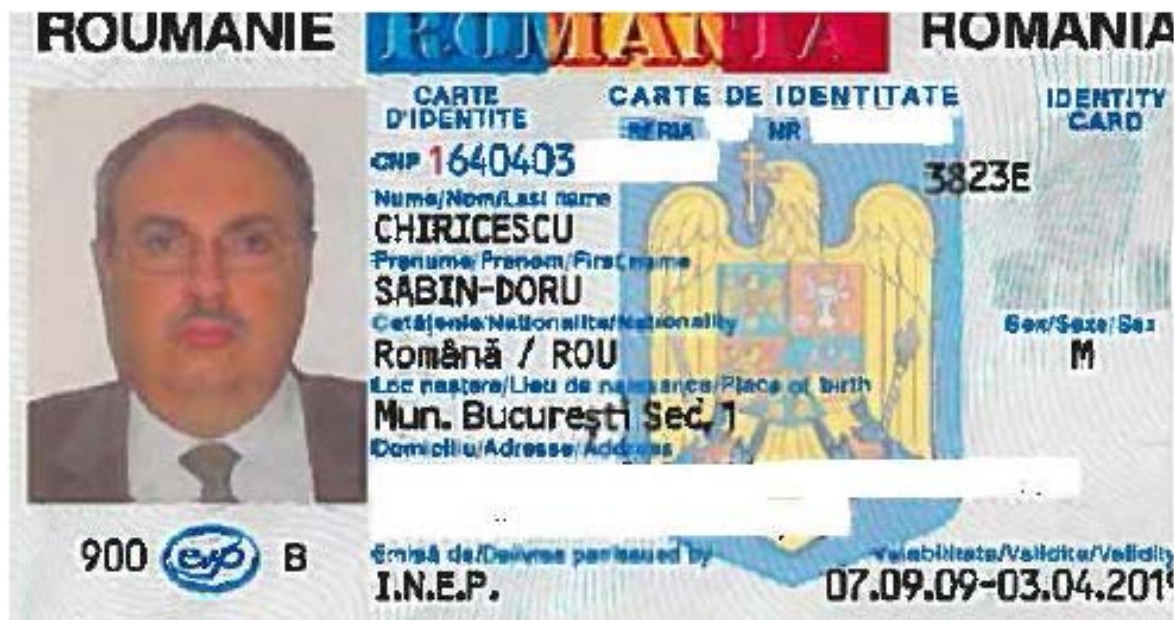 ROUMANIE ROMANIA ROMANIA
CARTE D'IDENTITE CARTE DE IDENTITATE IDENTITY CARD
SERIA NR
CNP 1640403
3823E
Nume/Nom/Last name
CHIRICESCU
Prenume/Prenom/First name
SABIN-DORU
Cetăţenie/Nationalite/Nationality Sex/Sexe/Sex
Română / ROU M
Loc nastere/Lieu de naissance/Place of birth
Mun. Bucureşti Sec. 1
Domiciliu/Adresse/Address
900 exp B
Emisă de/Delivree par/Issued by Valabilitate/Validite/Validity
I.N.E.P. 07.09.09-03.04.201